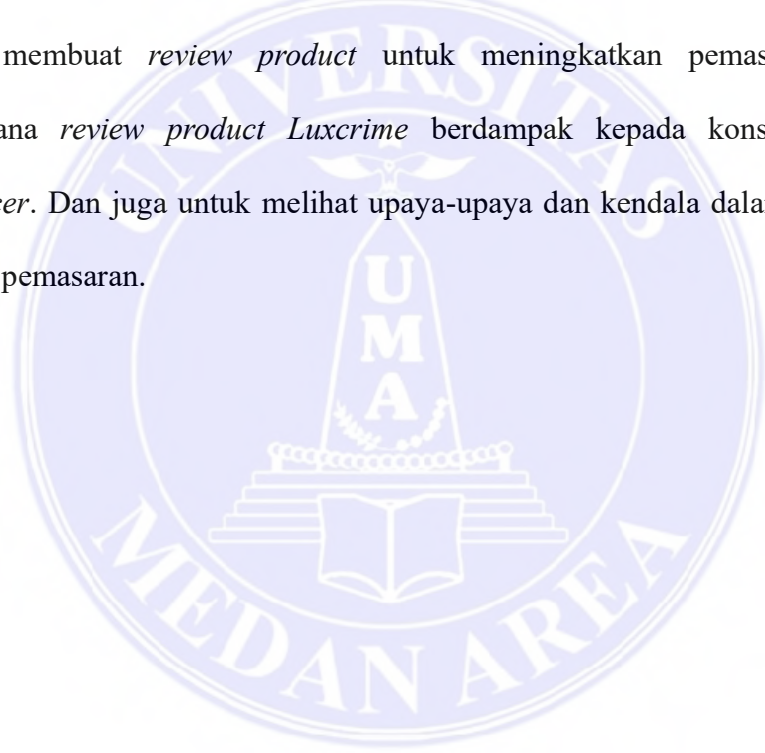 membuat review product untuk meningkatkan pemas
ana review product Luxcrime berdampak kepada kons
ser. Dan juga untuk melihat upaya-upaya dan kendala dala
pemasaran.
UNIVERSITAS
UMA
MEDAN AREA